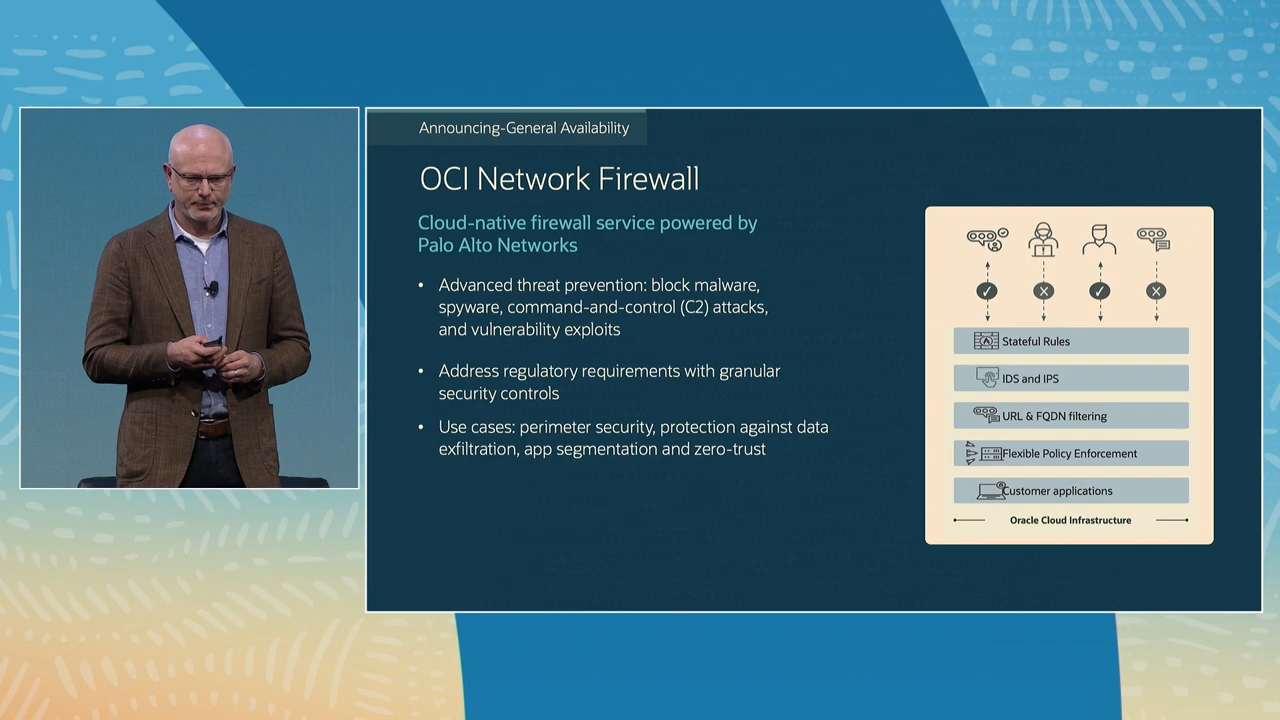 Announcing-General Availability
OCI Network Firewall
Cloud-native firewall service powered by
Palo Alto Networks
• Advanced threat prevention: block malware,
spyware, command-and-control (C2) attacks,
and vulnerability exploits
• Address regulatory requirements with granular
security controls
• Use cases: perimeter security, protection against data
exfiltration, app segmentation and zero-trust
Stateful Rules
IDS and IPS
URL & FQDN filtering
Flexible Policy Enforcement
Customer applications
Oracle Cloud Infrastructure